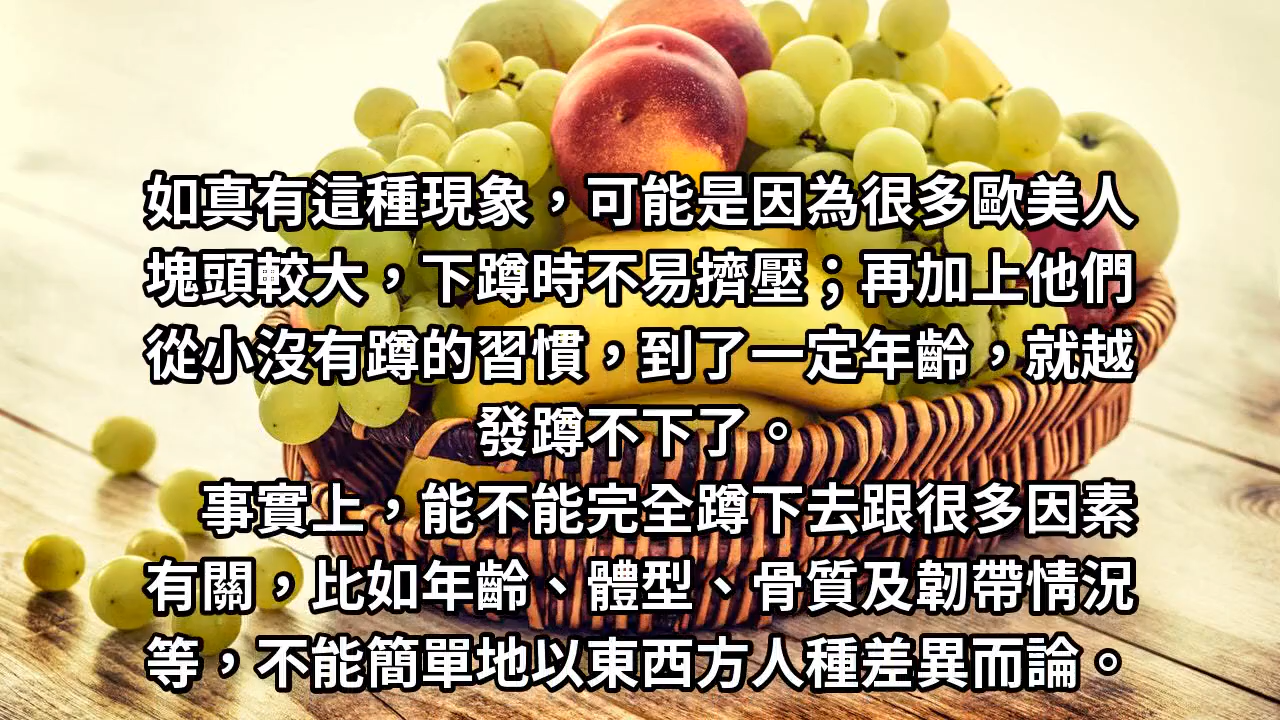 如真有這種現象，可能是因為很多歐美人
塊頭較大，下蹲時不易擠壓；再加上他們
從小沒有蹲的習慣，到了一定年齡，就越
發蹲不下了。
事實上，能不能完全蹲下去跟很多因素
有關，比如年齡、體型、骨質及韌帶情況
等，不能簡單地以東西方人種差異而論。